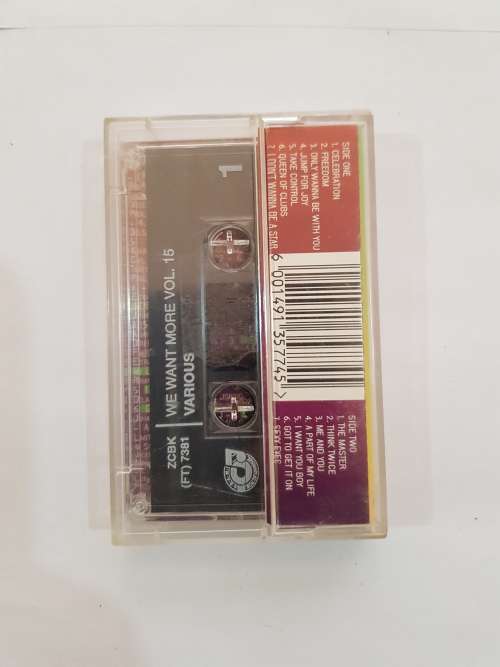 1
ZCBK
(FT) 7381
WE WANT MORE VOL. 15
VARIOUS
SIDE ONE
1. CELEBRATION
2. FREEDOM
3. ONLY WANNA BE WITH YOU
4. JUMP FOR JOY
5. TAKE CONTROL
6. QUEEN OF CLUBS
7. I DON'T WANNA BE A STAR
6 001491 357745 >
SIDE TWO
1. THE MASTER
2. THINK TWICE
3. ME AND YOU
4. A PART OF MY LIFE
5. I WANT YOU BOY
6. GOT TO GET IT ON
7. SEXY EYES